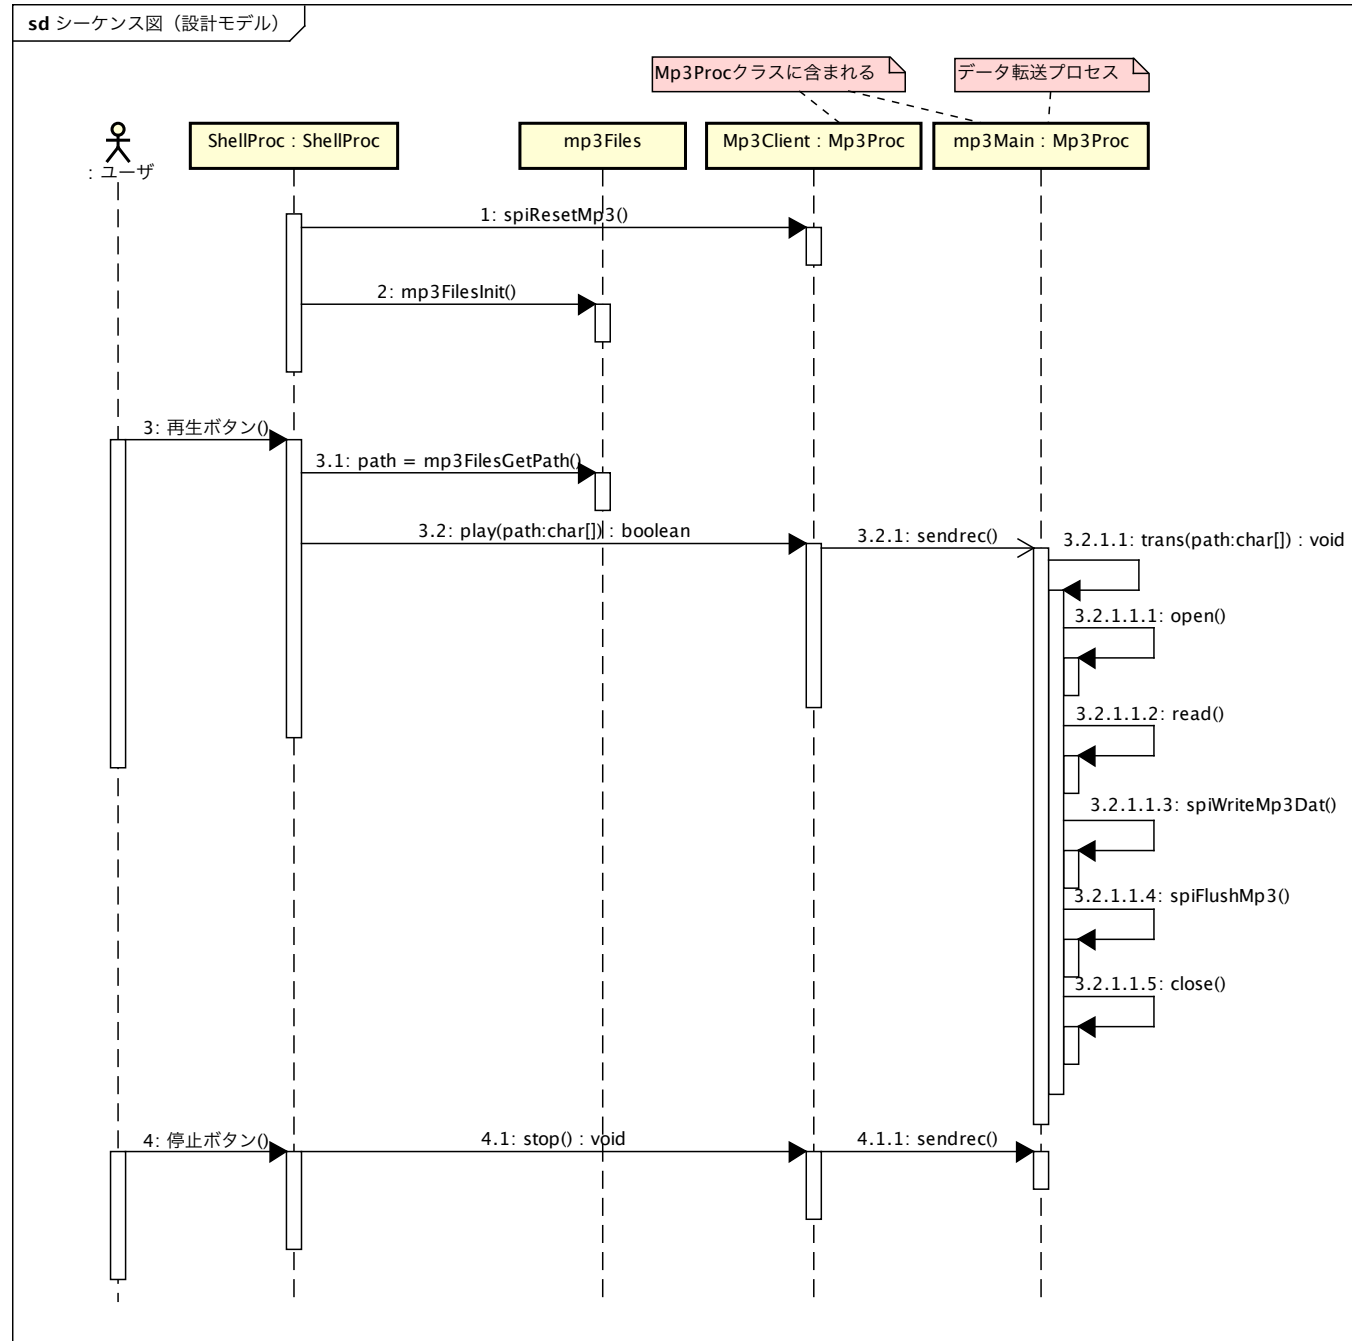 sd シーケンス図（設計モデル）
Mp3Procクラスに含まれる
データ転送プロセス
: ユーザ
ShellProc : ShellProc
mp3Files
Mp3Client : Mp3Proc
mp3Main : Mp3Proc
1: spiResetMp3()
2: mp3FilesInit()
3: 再生ボタン()
3.1: path = mp3FilesGetPath()
3.2: play(path:char[]) : boolean
3.2.1: sendrec()
3.2.1.1: trans(path:char[]) : void
3.2.1.1.1: open()
3.2.1.1.2: read()
3.2.1.1.3: spiWriteMp3Dat()
3.2.1.1.4: spiFlushMp3()
3.2.1.1.5: close()
4: 停止ボタン()
4.1: stop() : void
4.1.1: sendrec()